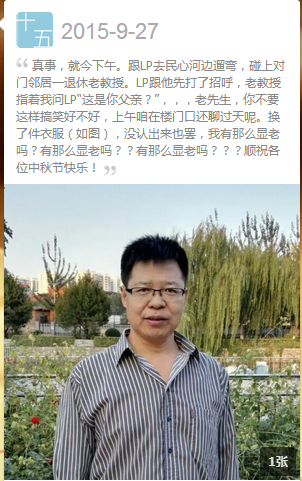 十五
2015-9-27
“ 真事，就今下午。跟LP去民心河边遛弯，碰上对
门邻居一退休老教授。LP跟他先打了招呼，老教授
指着我问LP“这是你父亲？”，，，老先生，你不要
这样搞笑好不好，上午咱在楼门口还聊过天呢。换
了件衣服（如图），没认出来也罢，我有那么显老
吗？有那么显老吗？？有那么显老吗？？？顺祝各
位中秋节快乐！ ”
1张